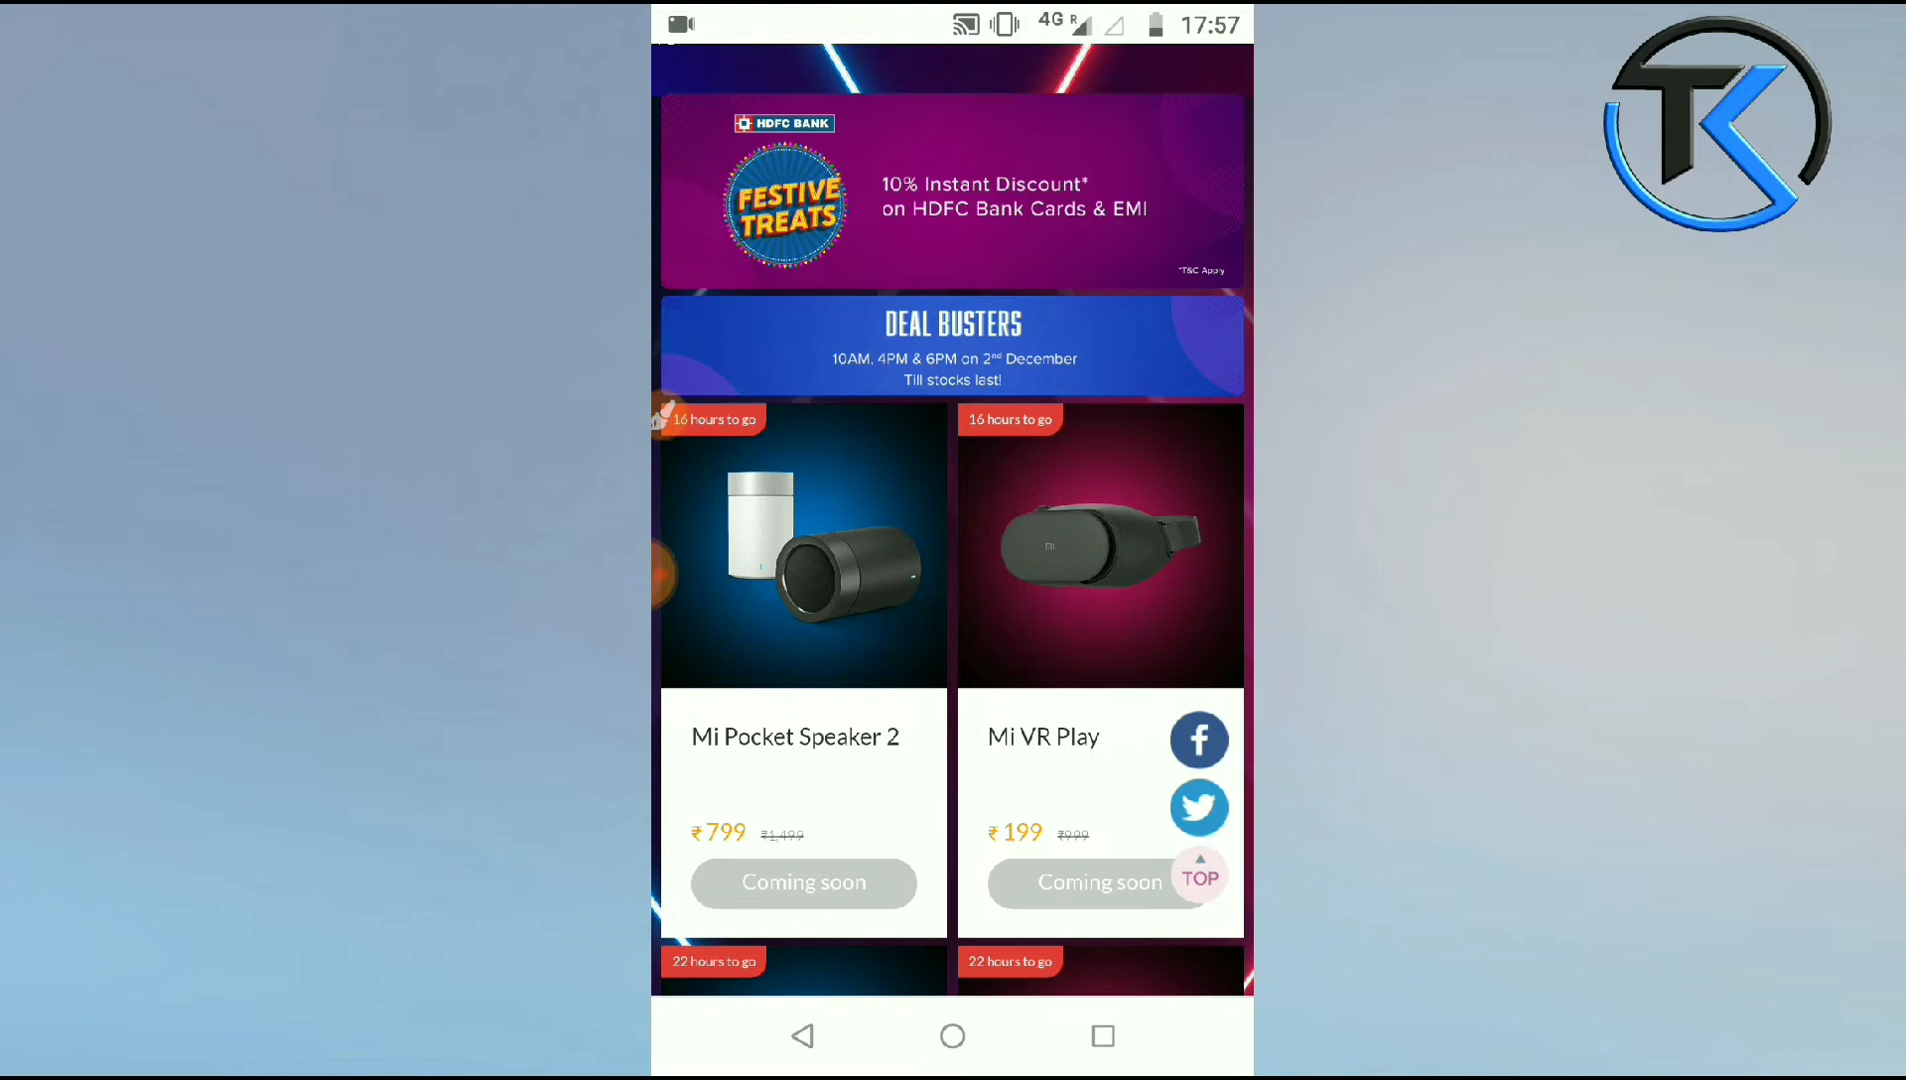 4G R 17:57
TK
HDFC BANK
FESTIVE
TREATS
10% Instant Discount*
on HDFC Bank Cards & EMI
*T&C Apply
DEAL BUSTERS
10AM, 4PM & 6PM on 2nd December
Till stocks last!
16 hours to go
16 hours to go
MI
Mi Pocket Speaker 2
Mi VR Play
₹ 799 ₹1,499
₹ 199 ₹999
Coming soon
Coming soon
TOP
22 hours to go
22 hours to go